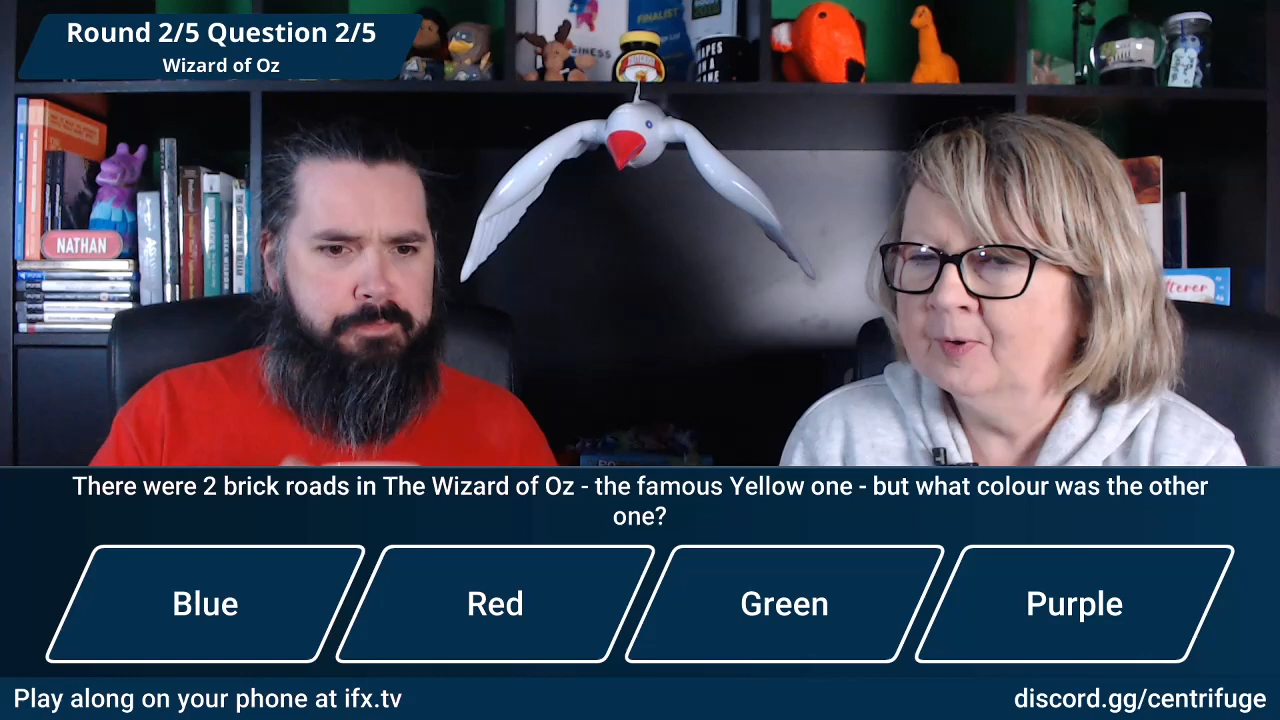 Round 2/5 Question 2/5
Wizard of Oz
FINALIST
NATHAN
There were 2 brick roads in The Wizard of Oz - the famous Yellow one - but what colour was the other
one?
Blue
Red
Green
Purple
Play along on your phone at ifx.tv
discord.gg/centrifuge